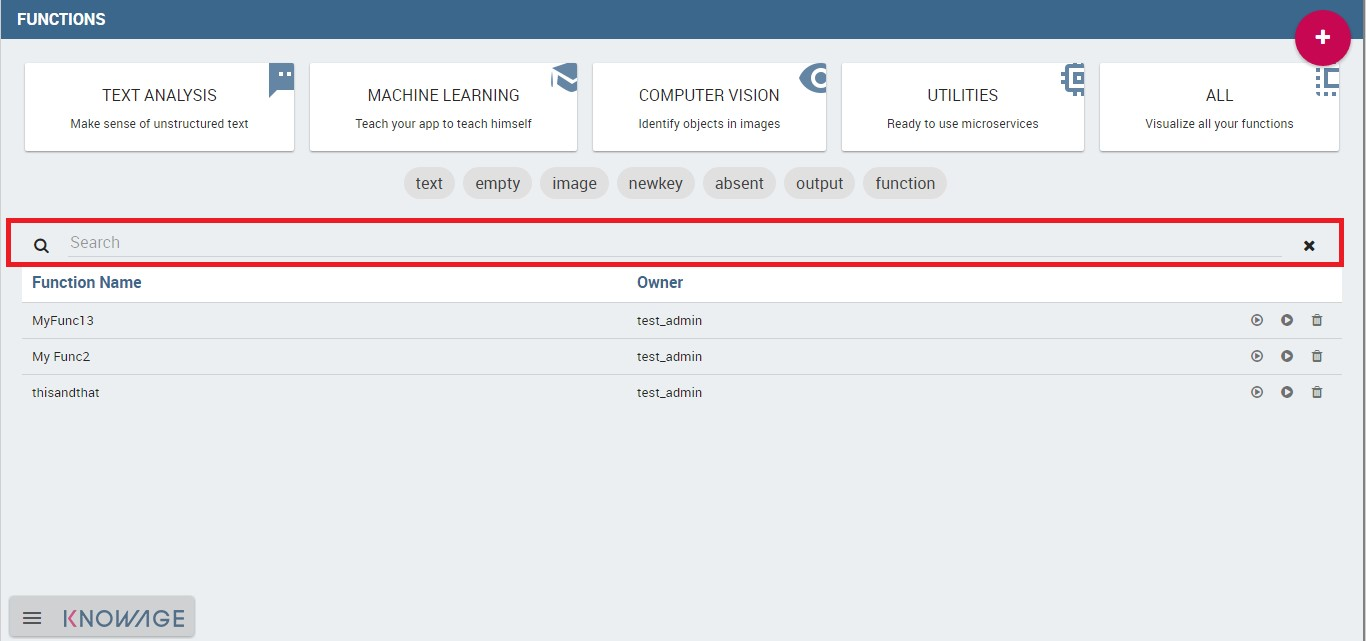 FUNCTIONS
TEXT ANALYSIS
Make sense of unstructured text
MACHINE LEARNING
Teach your app to teach himself
COMPUTER VISION
Identify objects in images
UTILITIES
Ready to use microservices
ALL
Visualize all your functions
text empty image newkey absent output function
Search
Function Name Owner
MyFunc13 test_admin
My Func2 test_admin
thisandthat test_admin
KNOWAGE